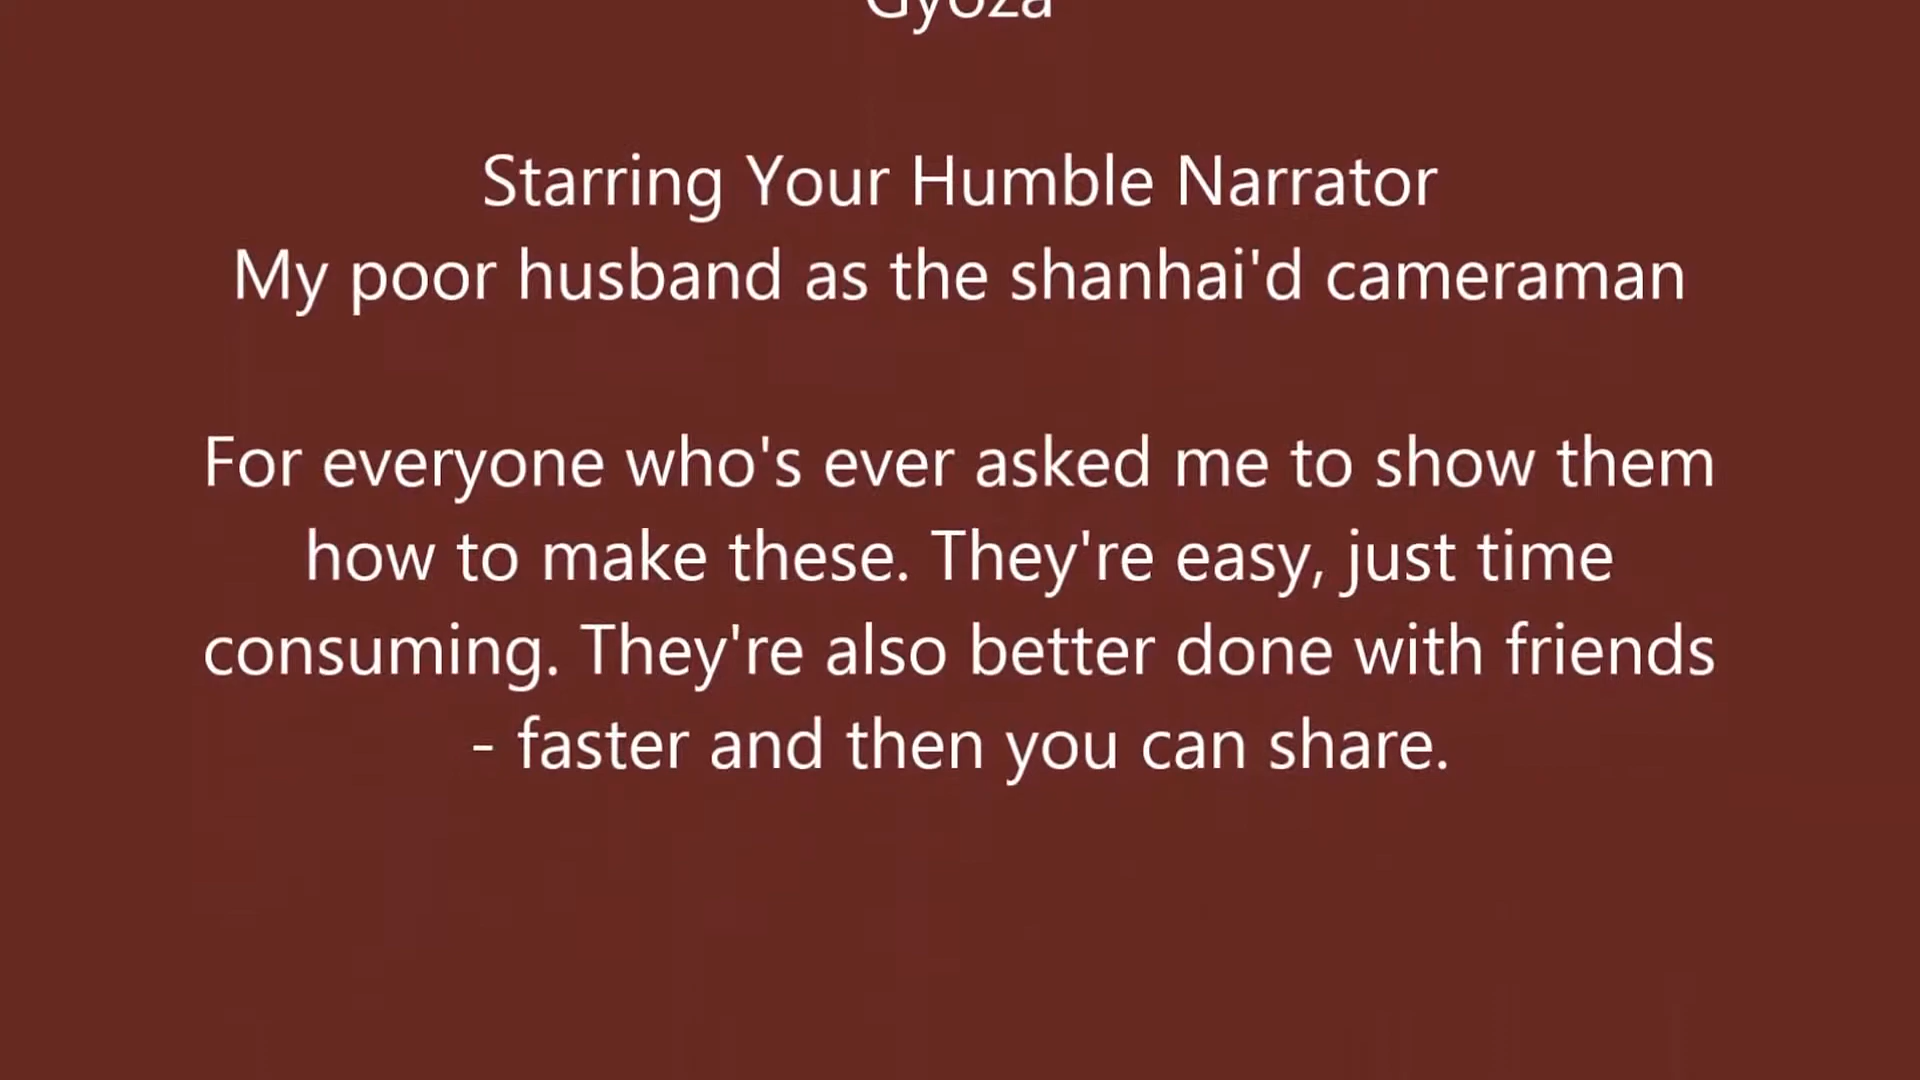 Gyoza
Starring Your Humble Narrator
My poor husband as the shanhai'd cameraman
For everyone who's ever asked me to show them
how to make these. They're easy, just time
consuming. They're also better done with friends
- faster and then you can share.